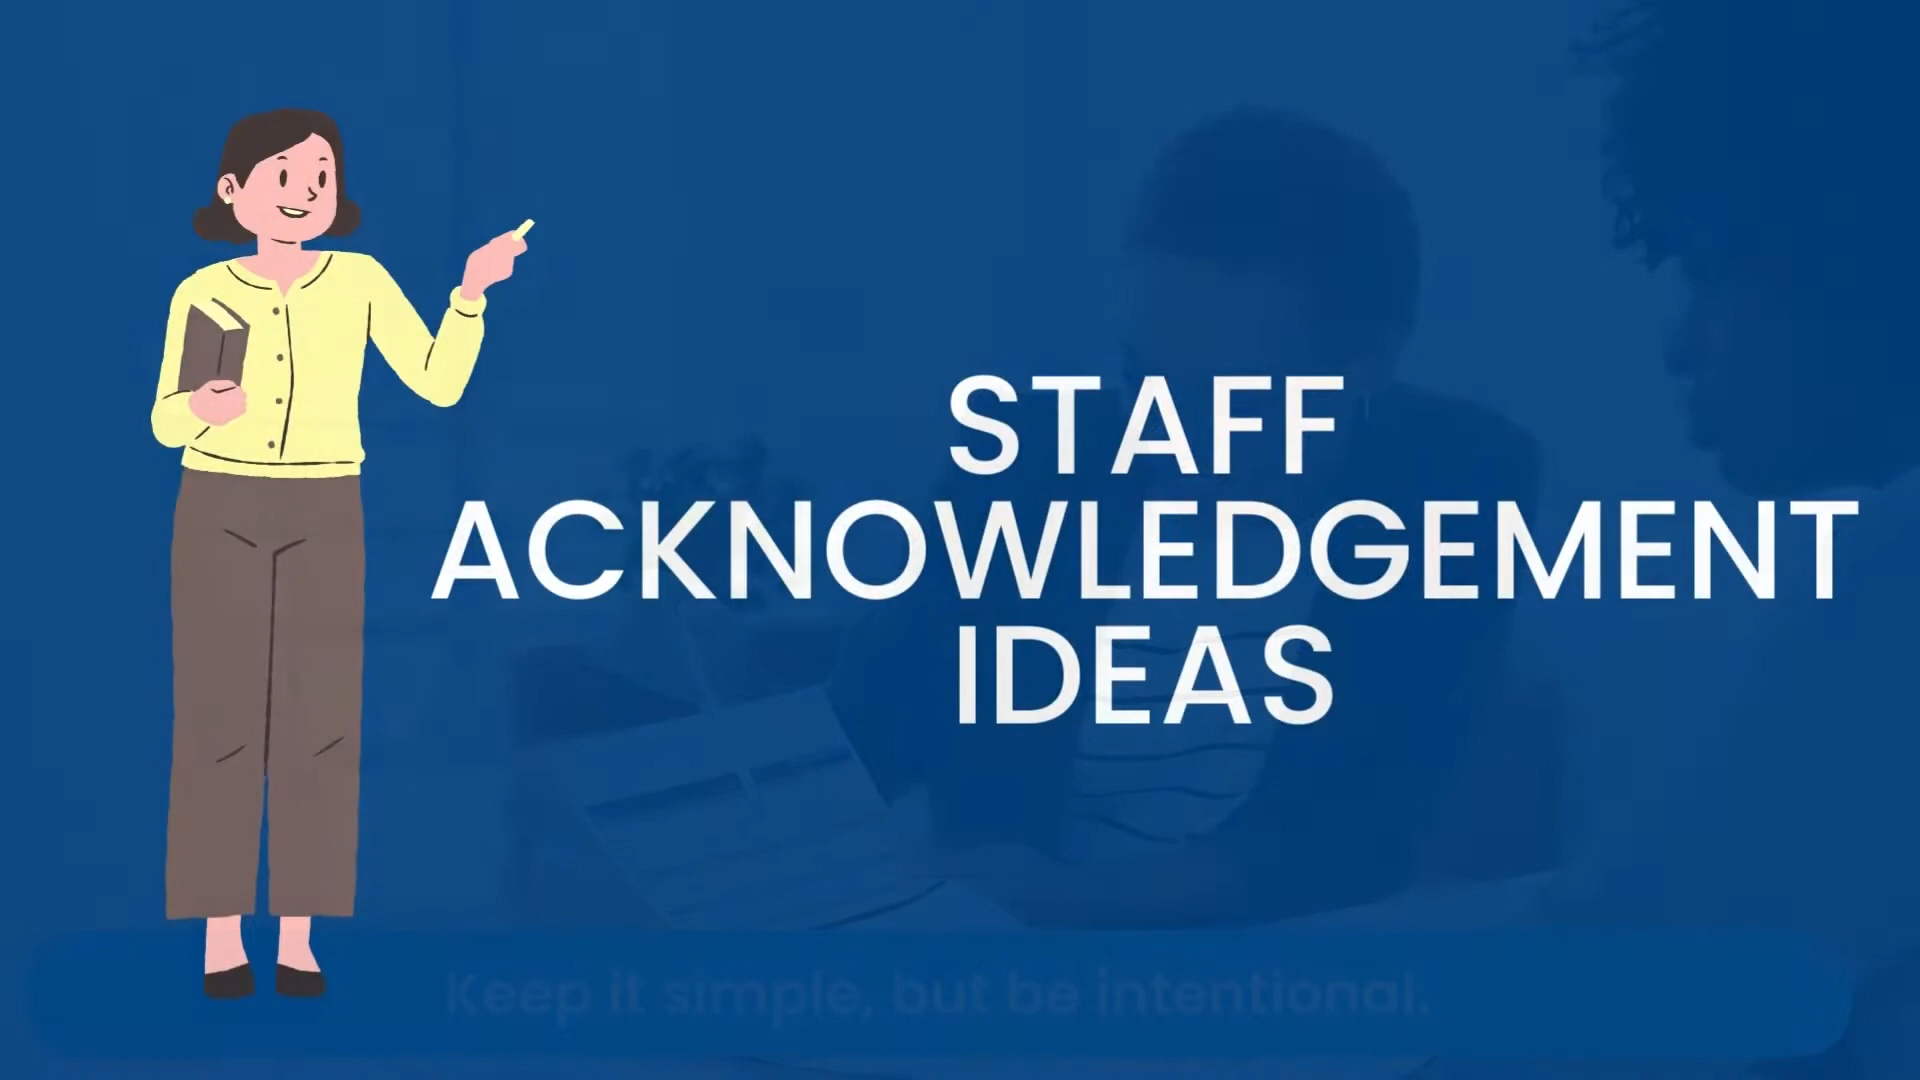 STAFF
ACKNOWLEDGEMENT
IDEAS
Keep it simple, but be intentional.